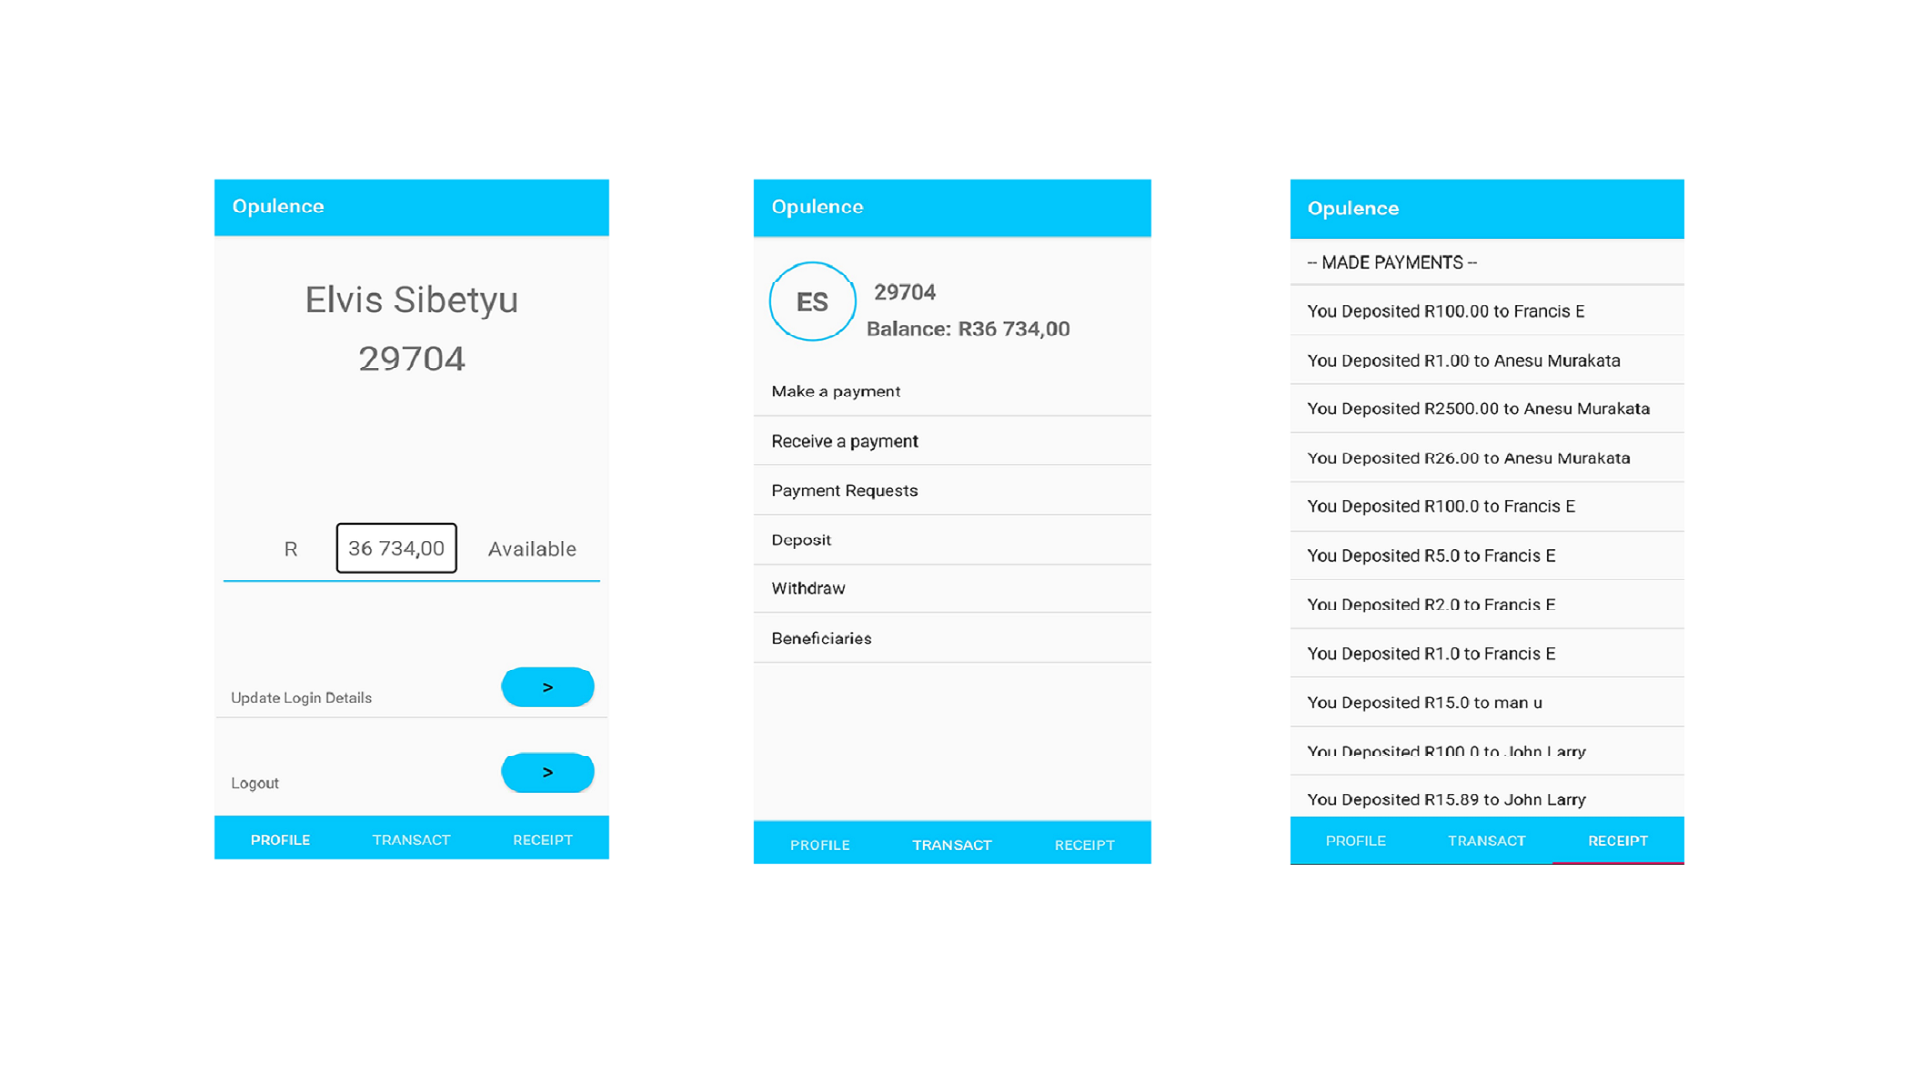 Opulence
Elvis Sibetyu
29704
R 36 734,00 Available
Update Login Details >
Logout >
PROFILE TRANSACT RECEIPT
Opulence
ES
29704
Balance: R36 734,00
Make a payment
Receive a payment
Payment Requests
Deposit
Withdraw
Beneficiaries
PROFILE TRANSACT RECEIPT
Opulence
-- MADE PAYMENTS --
You Deposited R100.00 to Francis E
You Deposited R1.00 to Anesu Murakata
You Deposited R2500.00 to Anesu Murakata
You Deposited R26.00 to Anesu Murakata
You Deposited R100.0 to Francis E
You Deposited R5.0 to Francis E
You Deposited R2.0 to Francis E
You Deposited R1.0 to Francis E
You Deposited R15.0 to man u
You Deposited R100.0 to John Larry
You Deposited R15.89 to John Larry
PROFILE TRANSACT RECEIPT